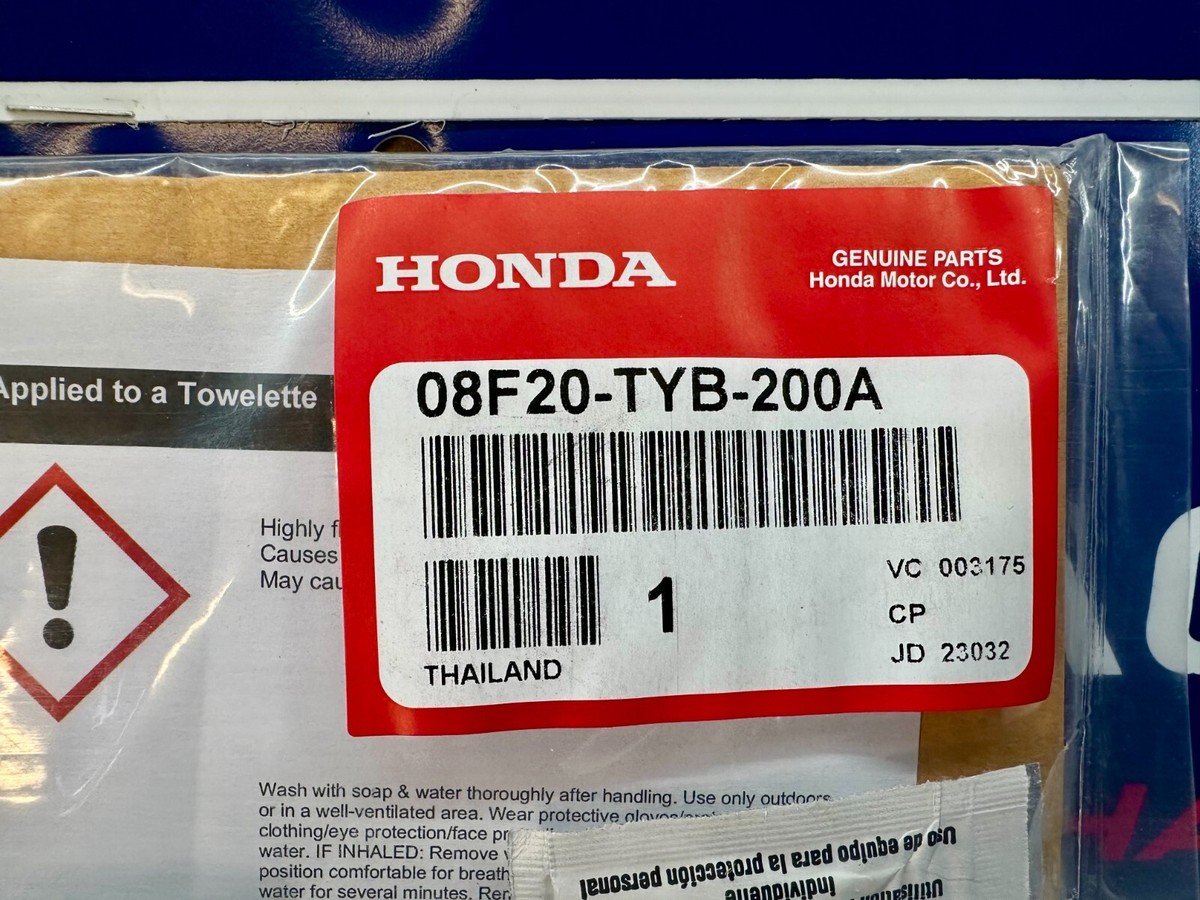 HONDA
GENUINE PARTS
Honda Motor Co., Ltd.
08F20-TYB-200A
1
VC 003175
CP
JD 23032
THAILAND
Applied to a Towelette
Highly
Causes
May
Wash with soap & water thoroughly after handling. Use only outdoors
or in a well-ventilated area. Wear protective
clothing/eye protection/face
water. IF INHALED: Remove
position comfortable for
water for several minutes.
Uso de equipo para la protección
personal
individuelle